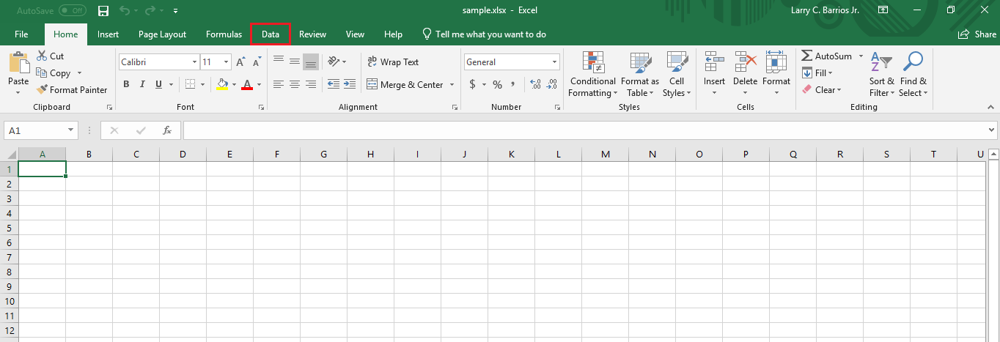 AutoSave Off sample.xlsx - Excel Larry C. Barrios Jr.
File Home Insert Page Layout Formulas Data Review View Help Tell me what you want to do Share
Paste
Cut
Copy
Format Painter
Clipboard
Calibri 11 A A
B I U A
Font
ab Wrap Text
Merge & Center
Alignment
General
$ % , .00 .0
Number
Conditional Formatting
Format as Table
Cell Styles
Styles
Insert Delete Format
Cells
AutoSum
Fill
Clear
Sort & Filter
Find & Select
Editing
A1 fx
A B C D E F G H I J K L M N O P Q R S T U
1
2
3
4
5
6
7
8
9
10
11
12